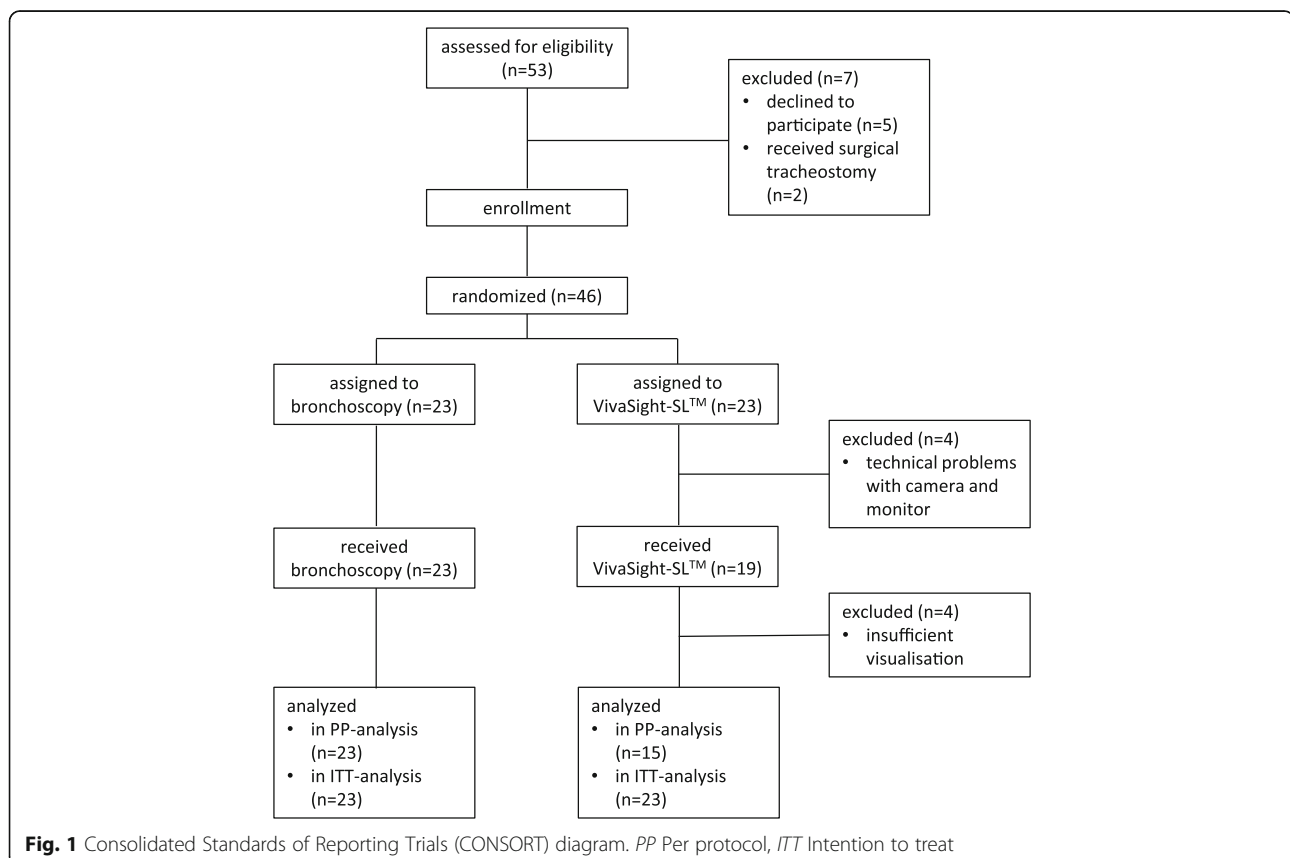 assessed for eligibility
(n=53)
excluded (n=7)
• declined to
participate (n=5)
• received surgical
tracheostomy
(n=2)
enrollment
randomized (n=46)
assigned to
bronchoscopy (n=23)
assigned to
VivaSight-SL™ (n=23)
excluded (n=4)
• technical problems
with camera and
monitor
received
bronchoscopy (n=23)
received
VivaSight-SL™ (n=19)
excluded (n=4)
• insufficient
visualisation
analyzed
• in PP-analysis
(n=23)
• in ITT-analysis
(n=23)
analyzed
• in PP-analysis
(n=15)
• in ITT-analysis
(n=23)
Fig. 1 Consolidated Standards of Reporting Trials (CONSORT) diagram. PP Per protocol, ITT Intention to treat